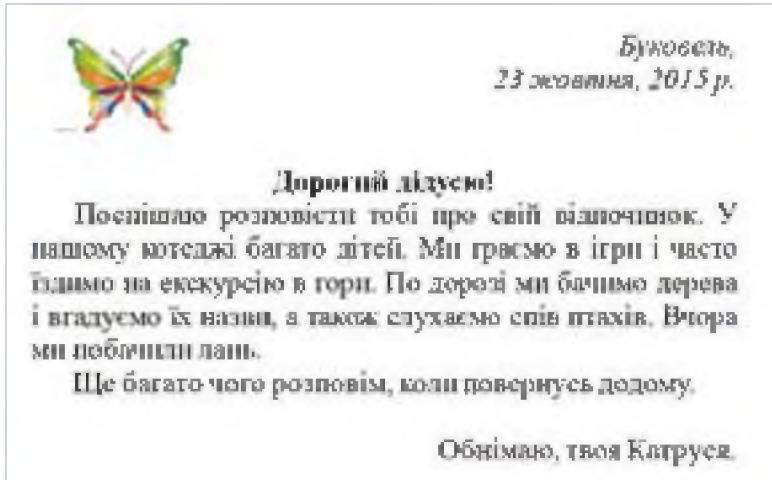 Буковель,
23 жовтня, 2015 р.
Дорогий дідусю!
Поспішаю розповісти тобі про свій відпочинок. У
нашому котеджі багато дітей. Ми граємо в ігри і часто
їздимо на екскурсію в гори. По дорозі ми бачимо дерева
і вгадуємо їх назви, а також слухаємо спів птахів. Вчора
ми побачили лань.
Ще багато чого розповім, коли повернусь додому.
Обнімаю, твоя Катруся.